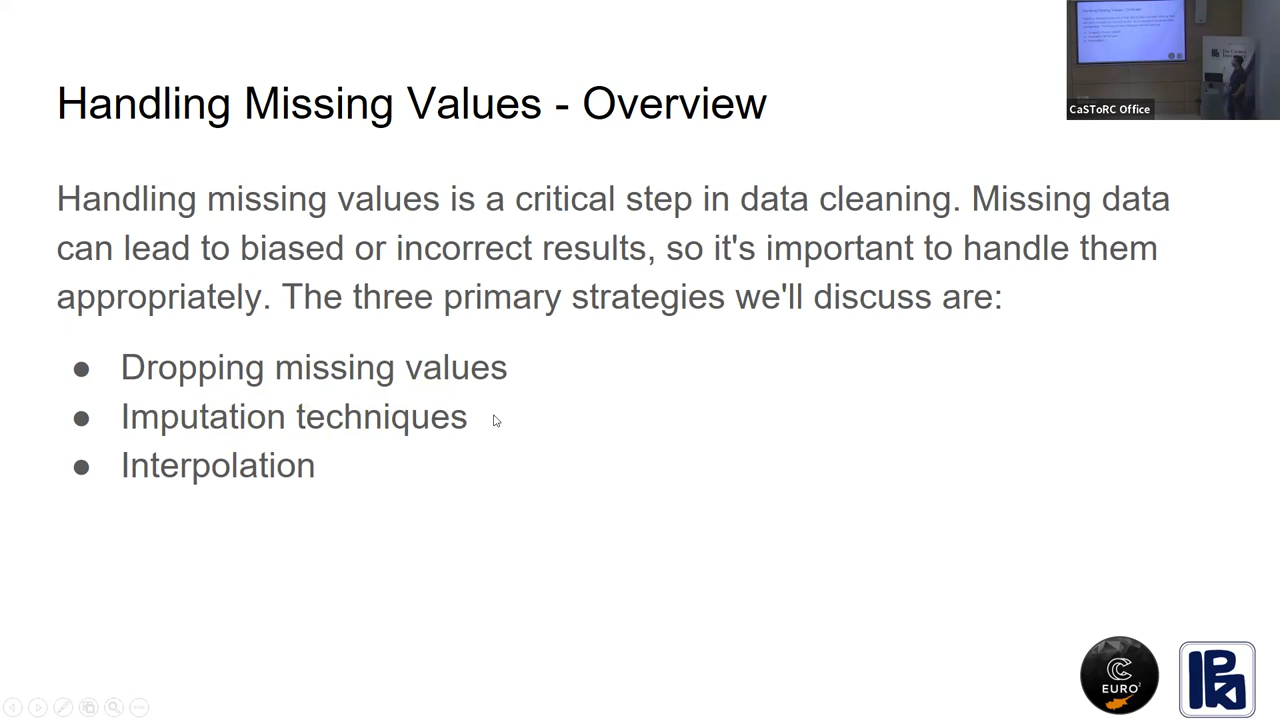 Handling Missing Values - Overview
CaSToRC Office
Handling missing values is a critical step in data cleaning. Missing data
can lead to biased or incorrect results, so it's important to handle them
appropriately. The three primary strategies we'll discuss are:
● Dropping missing values
● Imputation techniques
● Interpolation
EURO²